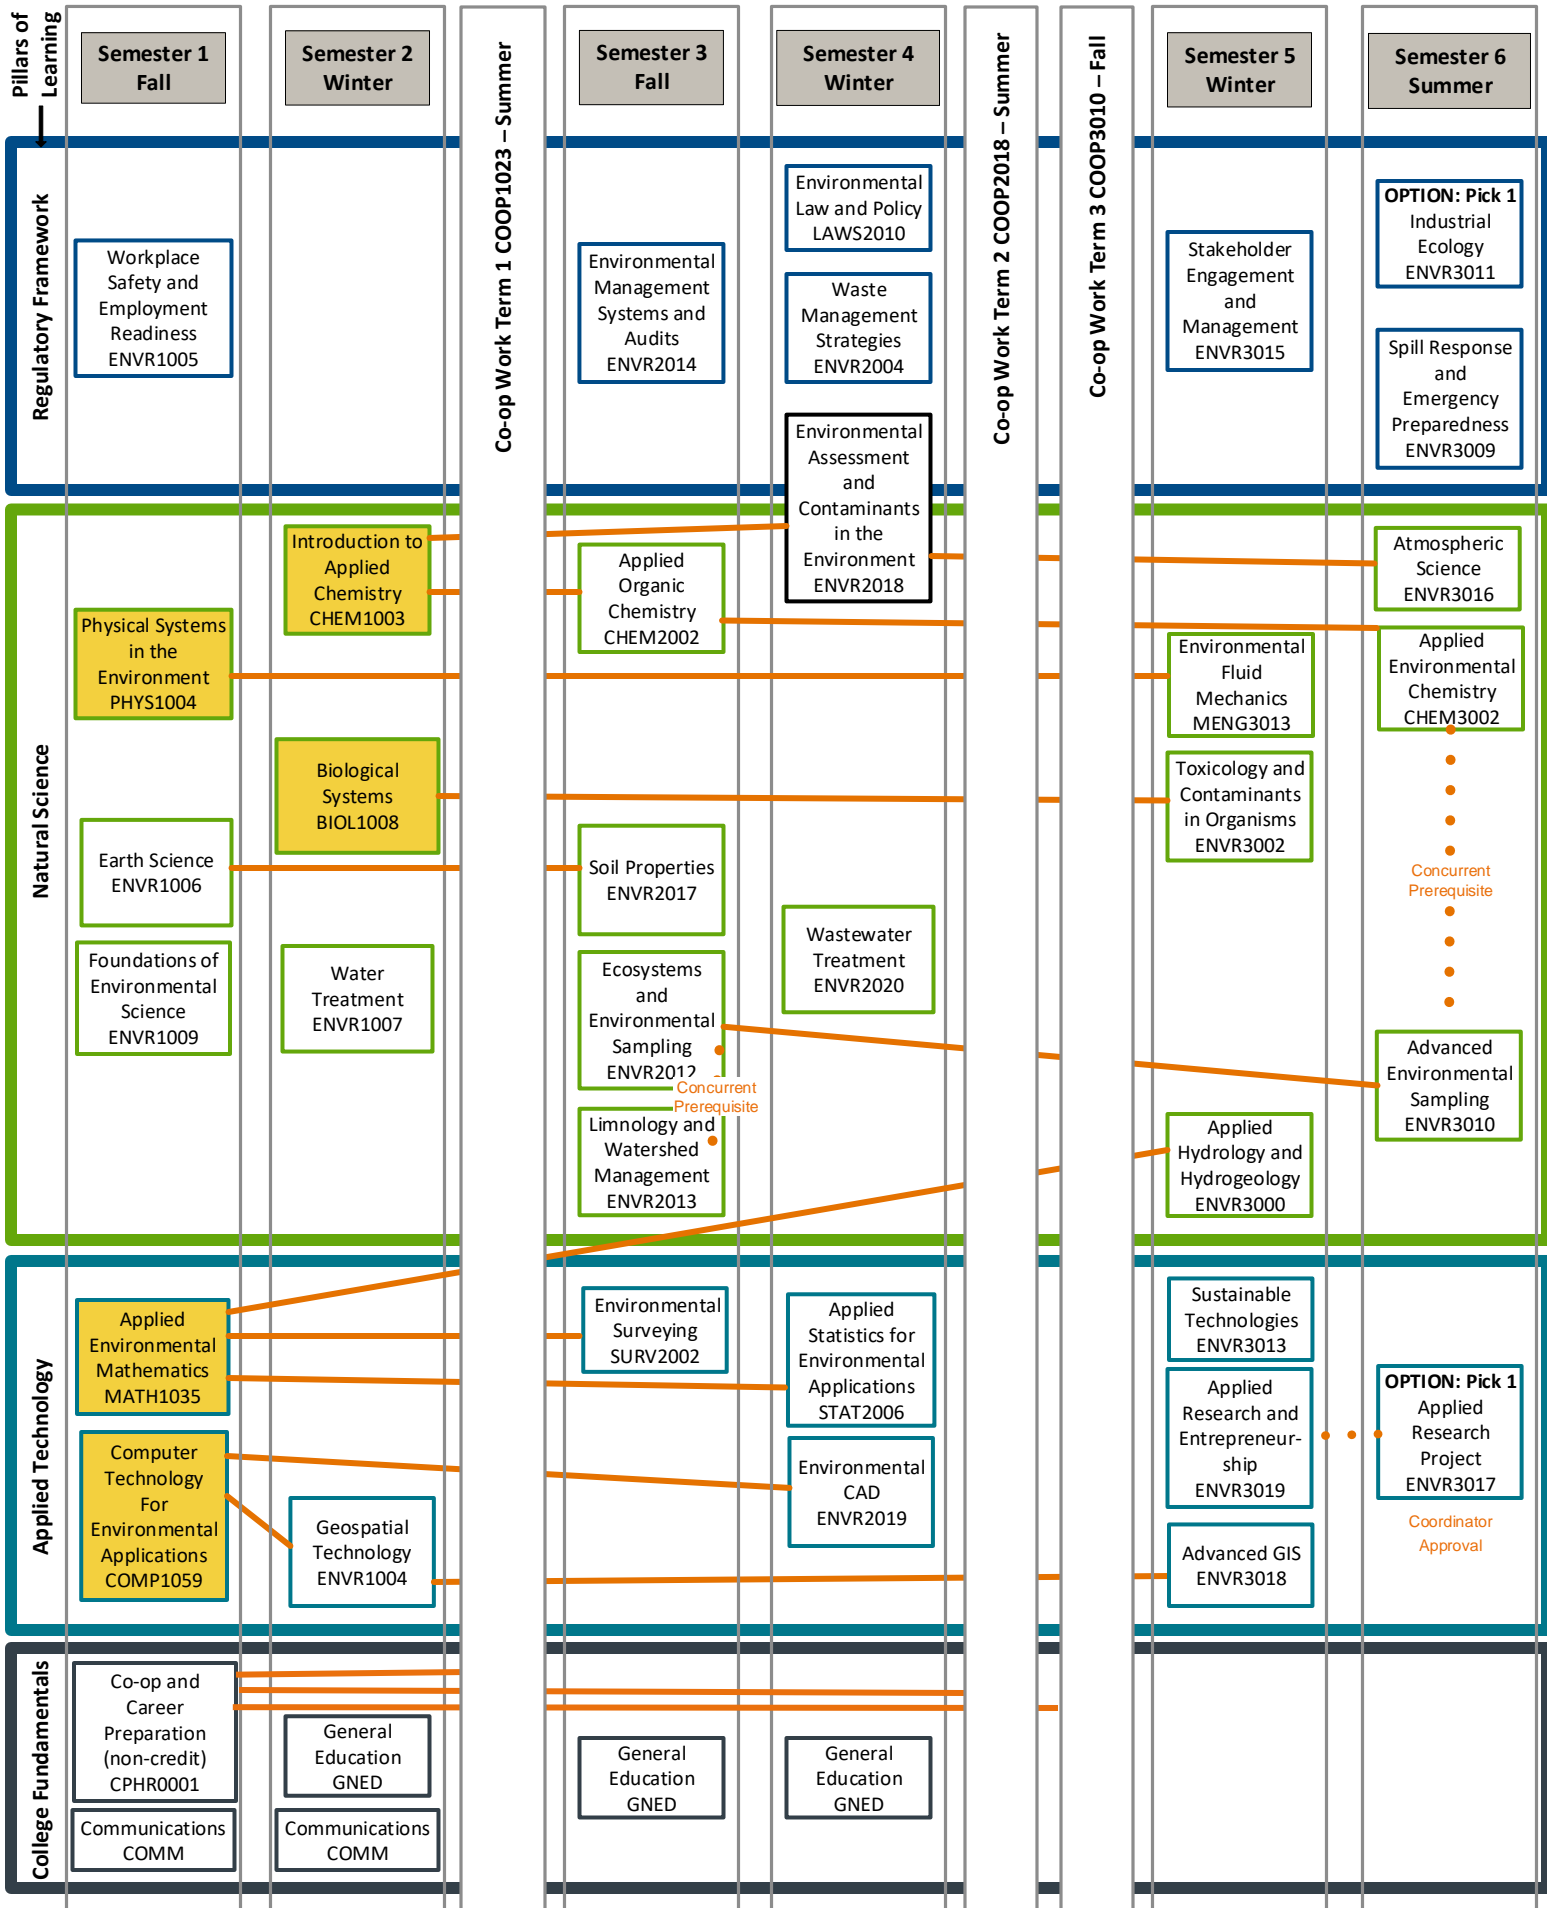 Pillars of
Learning
Semester 1
Fall
Semester 2
Winter
Co-op Work Term 1 COOP1023 – Summer
Semester 3
Fall
Semester 4
Winter
Co-op Work Term 2 COOP2018 – Summer
Co-op Work Term 3 COOP3010 – Fall
Semester 5
Winter
Semester 6
Summer
Regulatory Framework
Workplace
Safety and
Employment
Readiness
ENVR1005
Environmental
Management
Systems and
Audits
ENVR2014
Environmental
Law and Policy
LAWS2010
Waste
Management
Strategies
ENVR2004
Environmental
Assessment
and
Contaminants
in the
Environment
ENVR2018
Stakeholder
Engagement
and
Management
ENVR3015
OPTION: Pick 1
Industrial
Ecology
ENVR3011
Spill Response
and
Emergency
Preparedness
ENVR3009
Natural Science
Physical Systems
in the
Environment
PHYS1004
Earth Science
ENVR1006
Foundations of
Environmental
Science
ENVR1009
Introduction to
Applied
Chemistry
CHEM1003
Biological
Systems
BIOL1008
Water
Treatment
ENVR1007
Applied
Organic
Chemistry
CHEM2002
Soil Properties
ENVR2017
Ecosystems
and
Environmental
Sampling
ENVR2012
Concurrent
Prerequisite
Limnology and
Watershed
Management
ENVR2013
Wastewater
Treatment
ENVR2020
Environmental
Fluid
Mechanics
MENG3013
Toxicology and
Contaminants
in Organisms
ENVR3002
Applied
Hydrology and
Hydrogeology
ENVR3000
Atmospheric
Science
ENVR3016
Applied
Environmental
Chemistry
CHEM3002
Concurrent
Prerequisite
Advanced
Environmental
Sampling
ENVR3010
Applied Technology
Applied
Environmental
Mathematics
MATH1035
Computer
Technology
For
Environmental
Applications
COMP1059
Geospatial
Technology
ENVR1004
Environmental
Surveying
SURV2002
Applied
Statistics for
Environmental
Applications
STAT2006
Environmental
CAD
ENVR2019
Sustainable
Technologies
ENVR3013
Applied
Research and
Entrepreneur-
ship
ENVR3019
Advanced GIS
ENVR3018
OPTION: Pick 1
Applied
Research
Project
ENVR3017
Coordinator
Approval
College Fundamentals
Co-op and
Career
Preparation
(non-credit)
CPHR0001
Communications
COMM
General
Education
GNED
Communications
COMM
General
Education
GNED
General
Education
GNED